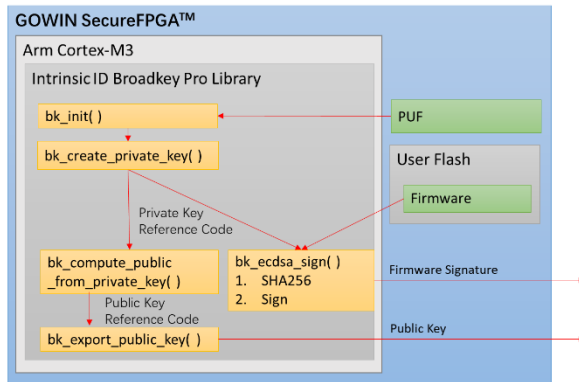 GOWIN SecureFPGA™
Arm Cortex-M3
Intrinsic ID Broadkey Pro Library
bk_init( )
PUF
bk_create_private_key( )
User Flash
Firmware
Private Key
Reference Code
bk_compute_public
_from_private_key( )
bk_ecdsa_sign( )
1. SHA256
2. Sign
Firmware Signature
Public Key
Reference Code
bk_export_public_key( )
Public Key